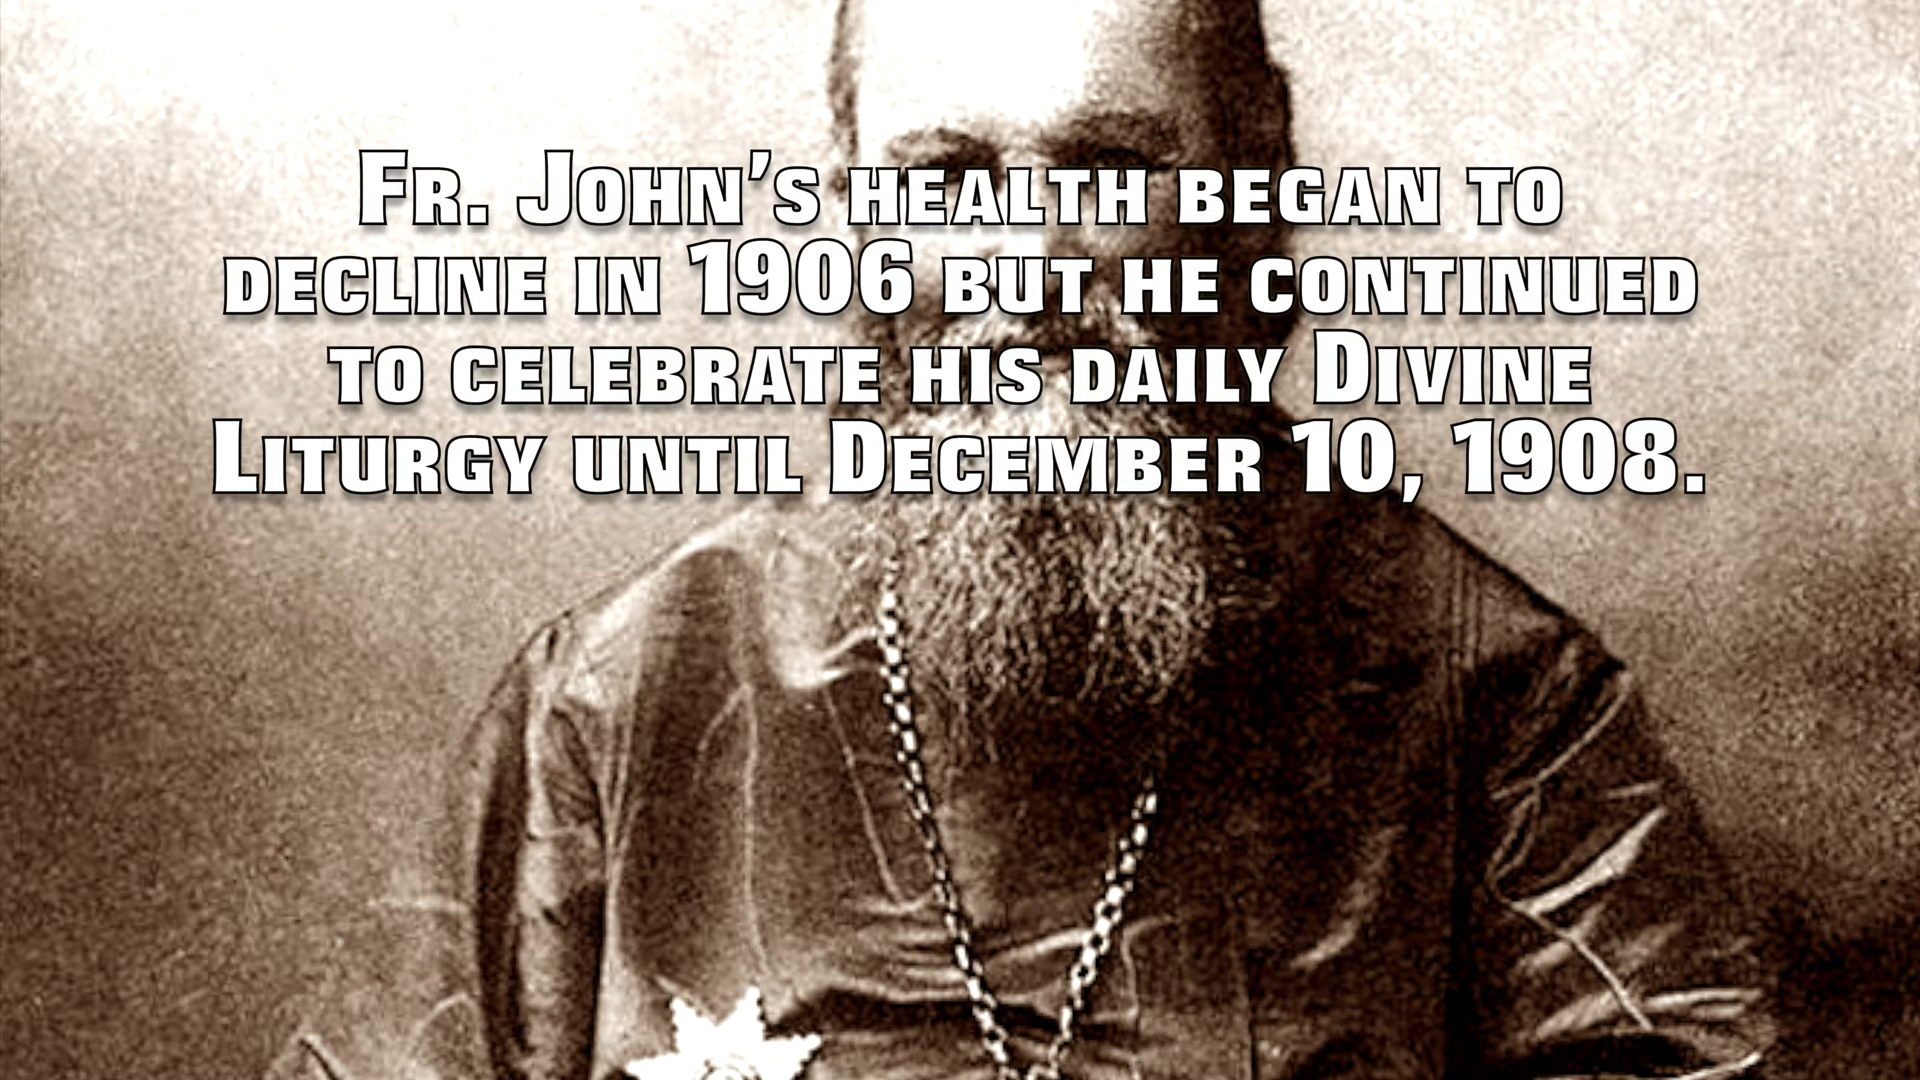 Fr. John’s health began to
decline in 1906 but he continued
to celebrate his daily Divine
Liturgy until December 10, 1908.